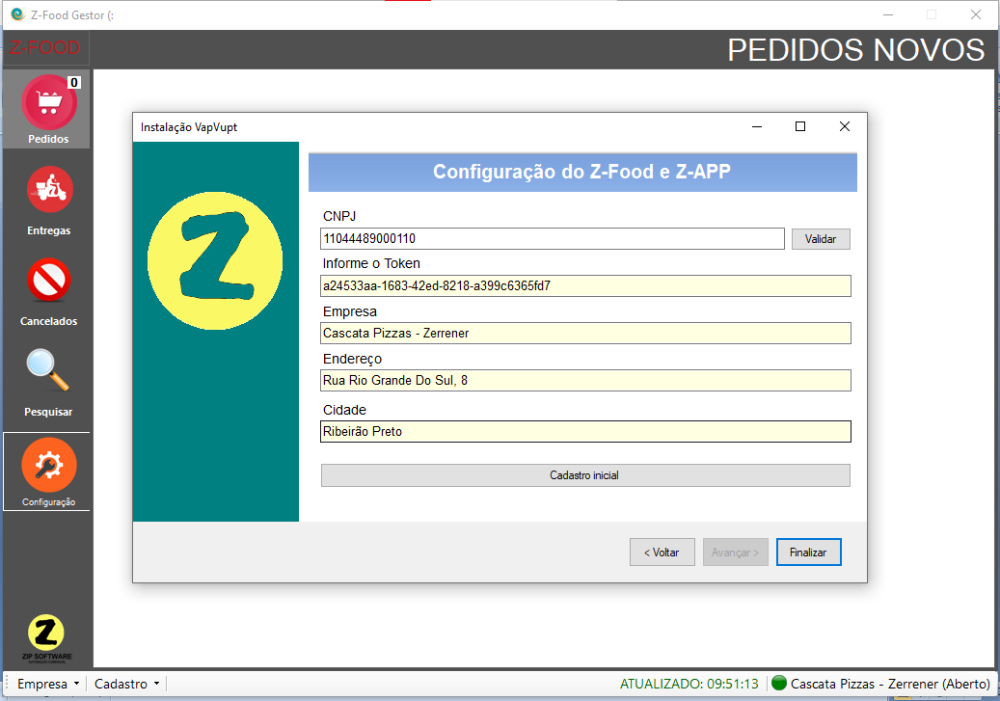 Z-Food Gestor (:
Z-FOOD
PEDIDOS NOVOS
0
Pedidos
Entregas
Cancelados
Pesquisar
Configuração
Z
ZIP SOFTWARE
Instalação VapVupt
Z
Configuração do Z-Food e Z-APP
CNPJ
11044489000110 Validar
Informe o Token
a24533aa-1683-42ed-8218-a399c6365fd7
Empresa
Cascata Pizzas - Zerrener
Endereço
Rua Rio Grande Do Sul, 8
Cidade
Ribeirão Preto
Cadastro inicial
< Voltar Avançar > Finalizar
Empresa Cadastro ATUALIZADO: 09:51:13 Cascata Pizzas - Zerrener (Aberto)